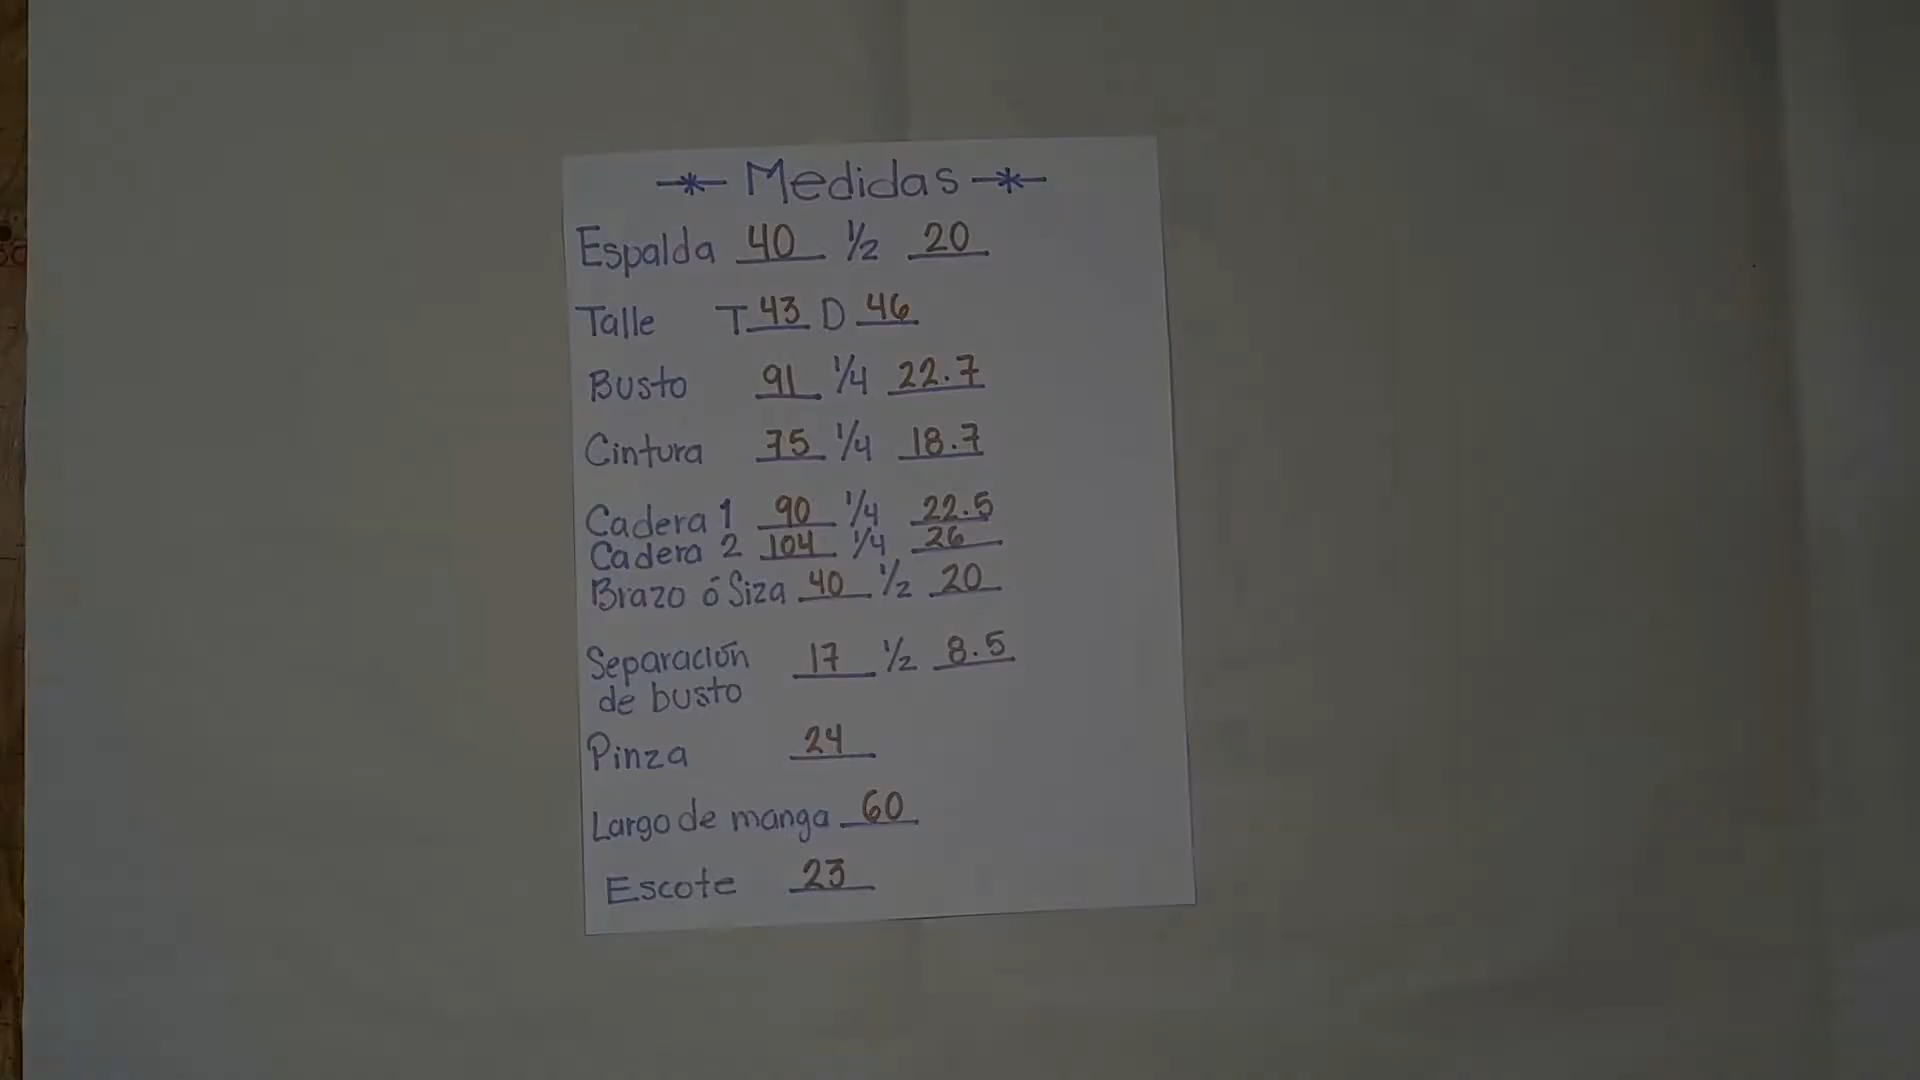 Medidas
Espalda 40 1/2 20
Talle T 43 D 46
Busto 91 1/4 22.7
Cintura 75 1/4 18.7
Cadera 1 90 1/4 22.5
Cadera 2 104 1/4 26
Brazo ó Siza 40 1/2 20
Separación 17 1/2 8.5
de busto
Pinza 24
Largo de manga 60
Escote 23